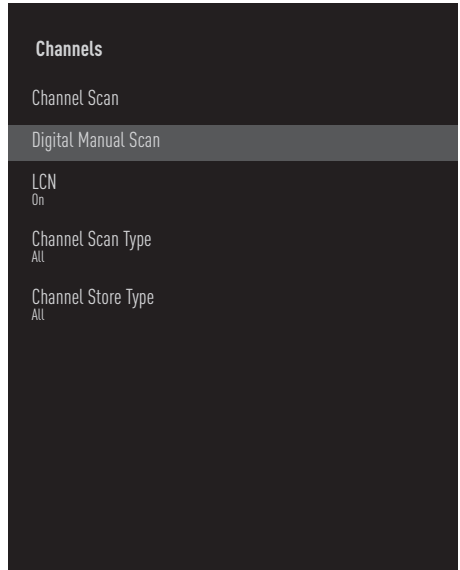 Channels
Channel Scan
Digital Manual Scan
LCN
On
Channel Scan Type
All
Channel Store Type
All